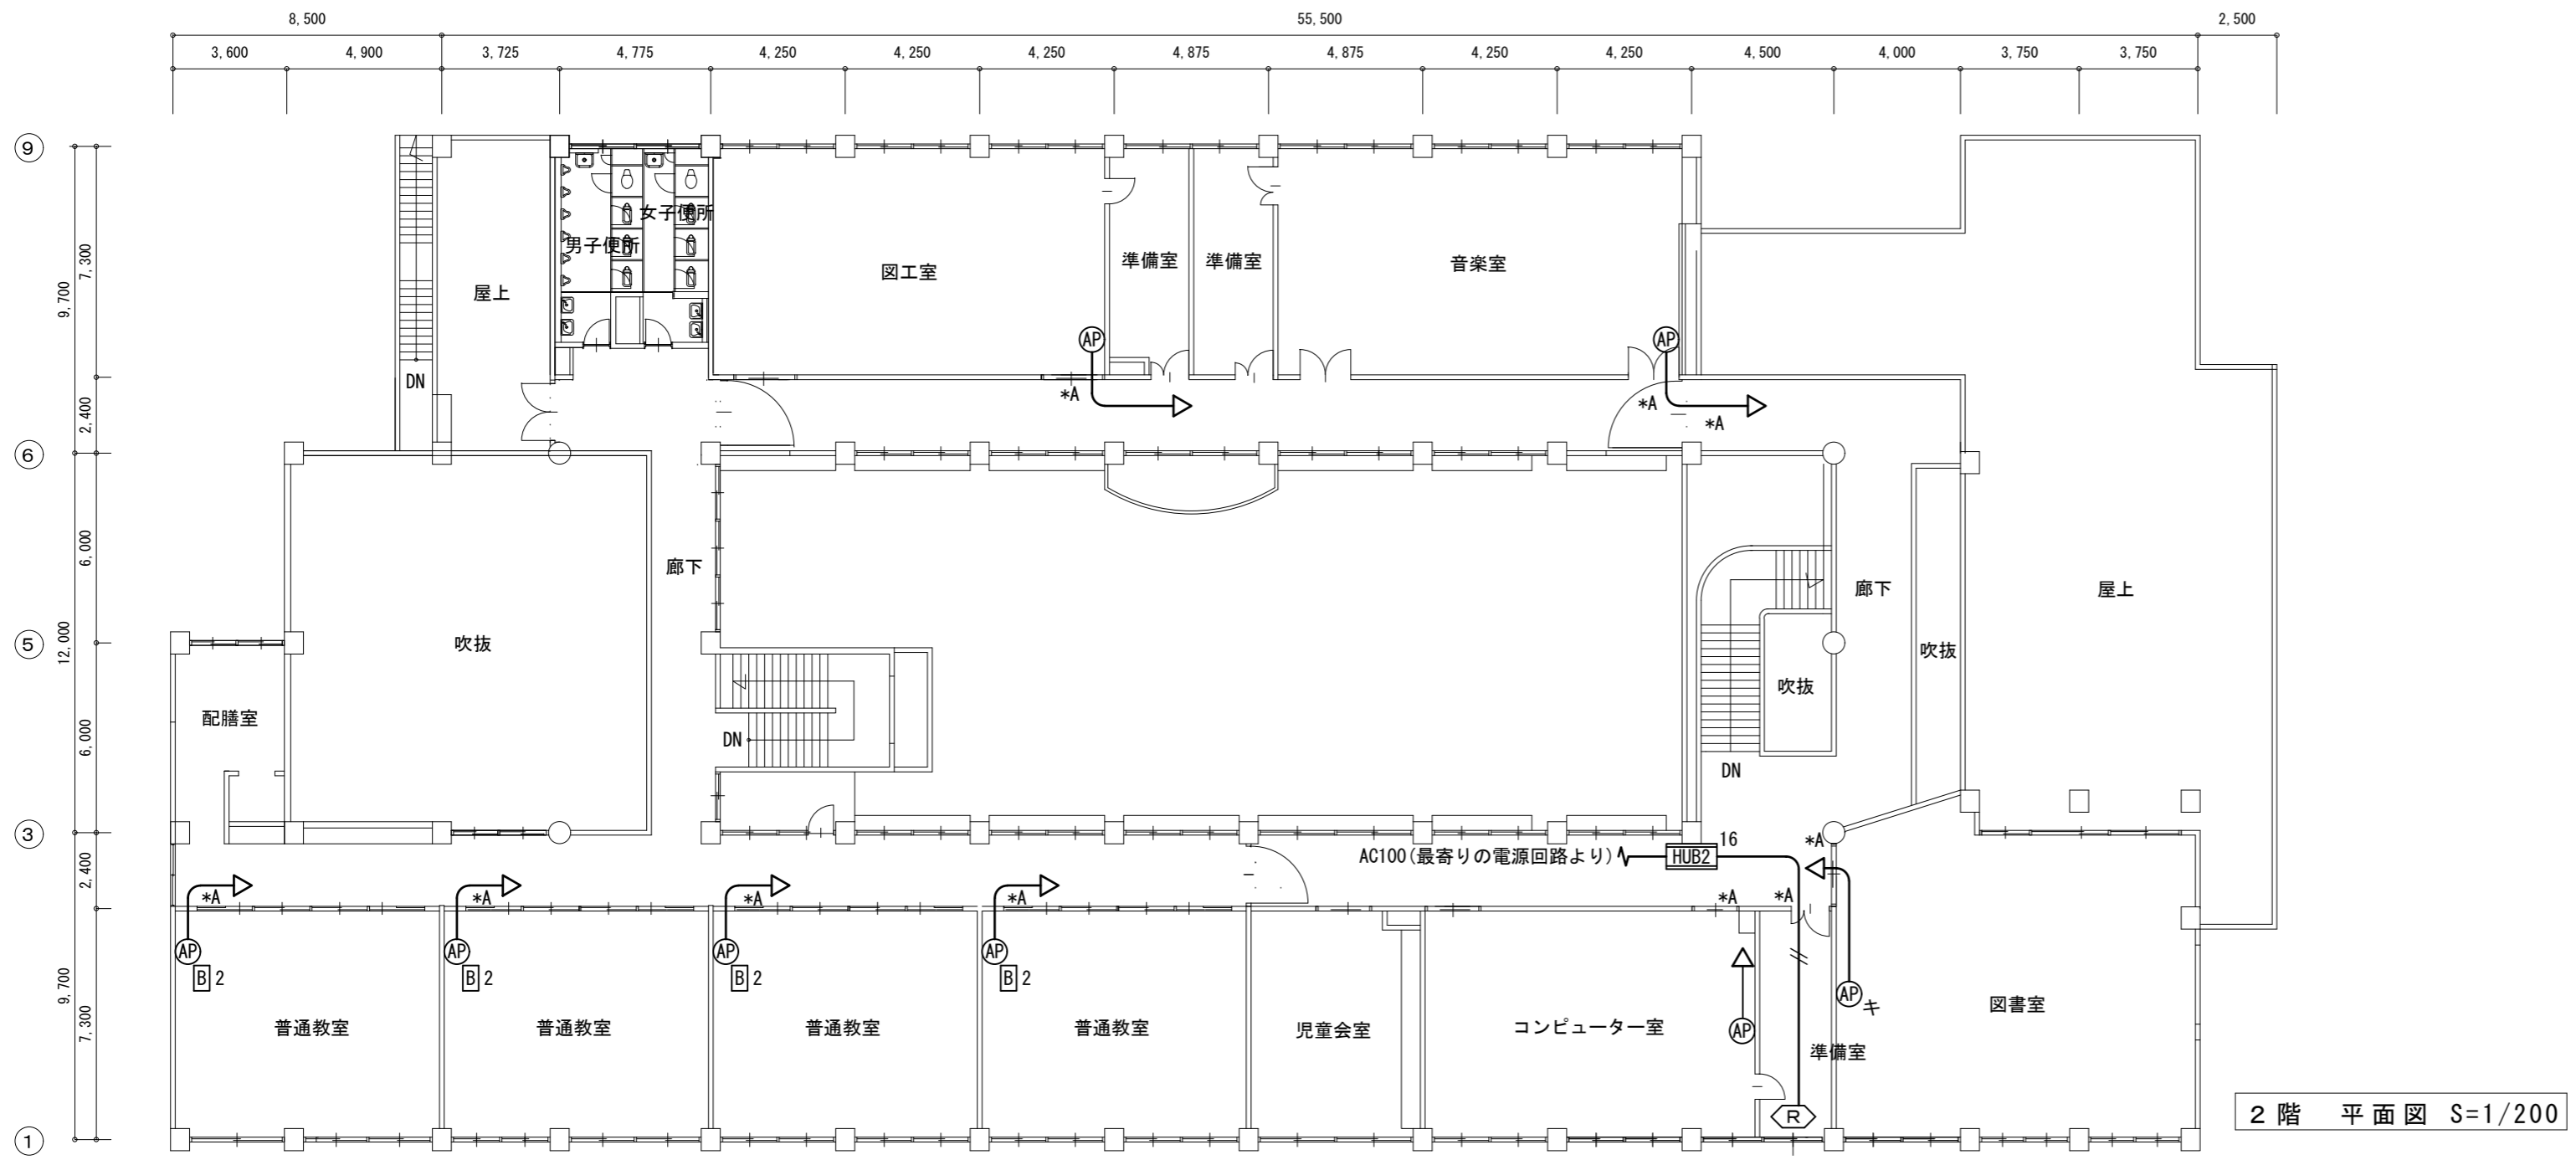 8,500 55,500 2,500
3,600 4,900 3,725 4,775 4,250 4,250 4,250 4,875 4,875 4,250 4,250 4,500 4,000 3,750 3,750
9
女子便所
男子便所
図工室
準備室
準備室
音楽室
屋上
7,300
9,700
AP
AP
DN
*A
*A
*A
2,400
6
6,000
廊下
廊下
屋上
12,000
5
吹抜
吹抜
吹抜
配膳室
6,000
DN
DN
3
16
*A
AC100(最寄りの電源回路より)
HUB2
2,400
*A
*A
*A
*A
*A
*A
AP
AP
AP
AP
B 2
B 2
B 2
B 2
9,700
7,300
AP キ
AP
普通教室
普通教室
普通教室
普通教室
児童会室
コンピューター室
準備室
図書室
R
1
2階 平面図 S=1/200